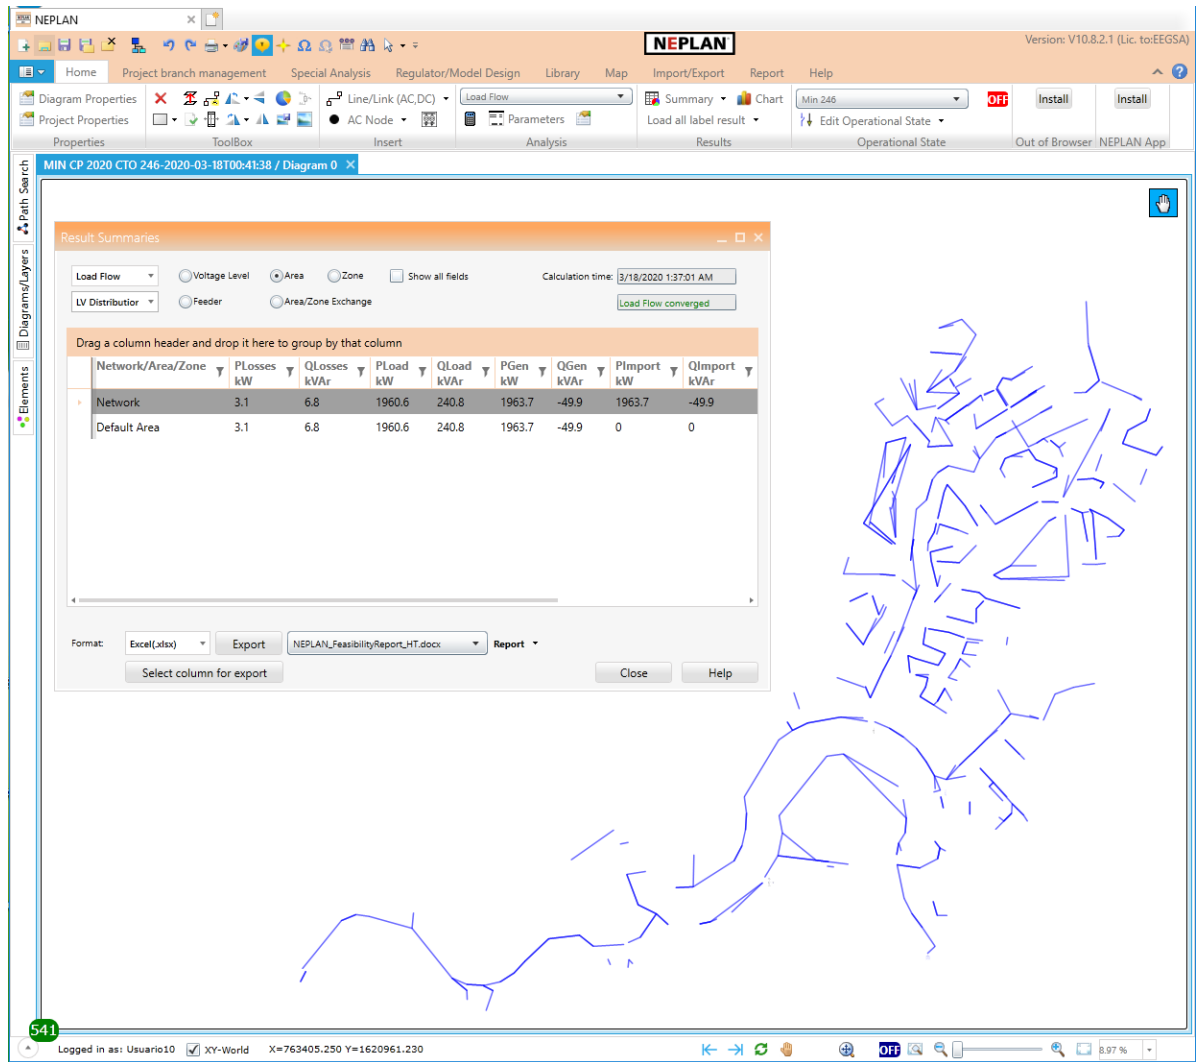 NEPLAN
NEPLAN
Version: V10.8.2.1 (Lic. to:EEGSA)
Home Project branch management Special Analysis Regulator/Model Design Library Map Import/Export Report Help
Diagram Properties Line/Link (AC,DC) Load Flow Summary Chart Min 246 OFF Install Install
Project Properties AC Node Parameters Load all label result Edit Operational State
Properties ToolBox Insert Analysis Results Operational State Out of Browser NEPLAN App
Path Search
Diagrams/Layers
Elements
MIN CP 2020 CTO 246-2020-03-18T00:41:38 / Diagram 0
Result Summaries
Load Flow Voltage Level Area Zone Show all fields Calculation time: 3/18/2020 1:37:01 AM
LV Distribution Feeder Area/Zone Exchange Load Flow converged
Drag a column header and drop it here to group by that column
Network/Area/Zone PLosses QLosses PLoad QLoad PGen QGen PImport QImport
kW kVAr kW kVAr kW kVAr kW kVAr
Network 3.1 6.8 1960.6 240.8 1963.7 -49.9 1963.7 -49.9
Default Area 3.1 6.8 1960.6 240.8 1963.7 -49.9 0 0
Format: Excel(.xlsx) Export NEPLAN_FeasibilityReport_HT.docx Report
Select column for export Close Help
541
Logged in as: Usuario10 XY-World X=763405.250 Y=1620961.230 OFF 8.97 %